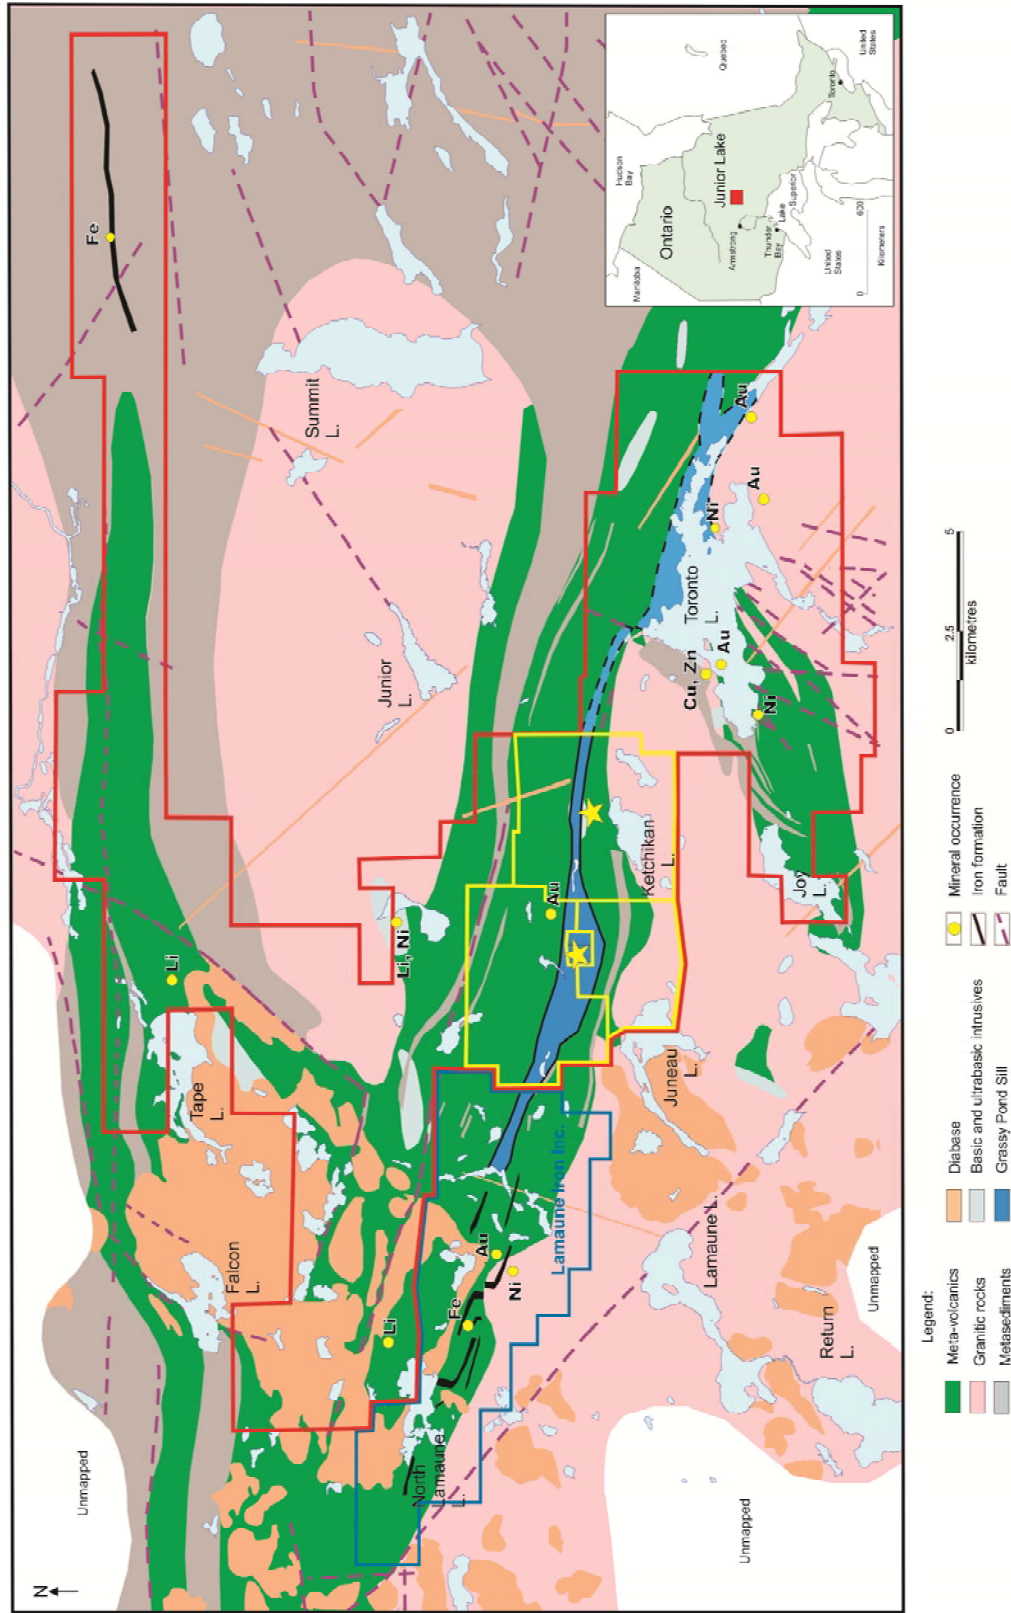 N
Unmapped
Falcon
L.
Tape
L.
Li
Fe
North
Lamaune
L.
Li
Fe
Au
Ni
Lamaune Iron Inc.
Li, Ni
Junior
L.
Summit
L.
Au
Juneau
L.
Ketchikan
L.
Cu, Zn
Au
Ni
Toronto
L.
Ni
Au
Au
Joy
L.
Lamaune L.
Return
L.
Unmapped
Unmapped
Manitoba
Hudson
Bay
Quebec
Ontario
Junior Lake
Armstrong
Thunder
Bay
Lake
Superior
Toronto
United
States
United
States
0
600
Kilometers
Legend:
Meta-volcanics
Granitic rocks
Metasediments
Diabase
Basic and ultrabasic intrusives
Grassy Pond Sill
Mineral occurrence
Iron formation
Fault
0
2.5
5
kilometres